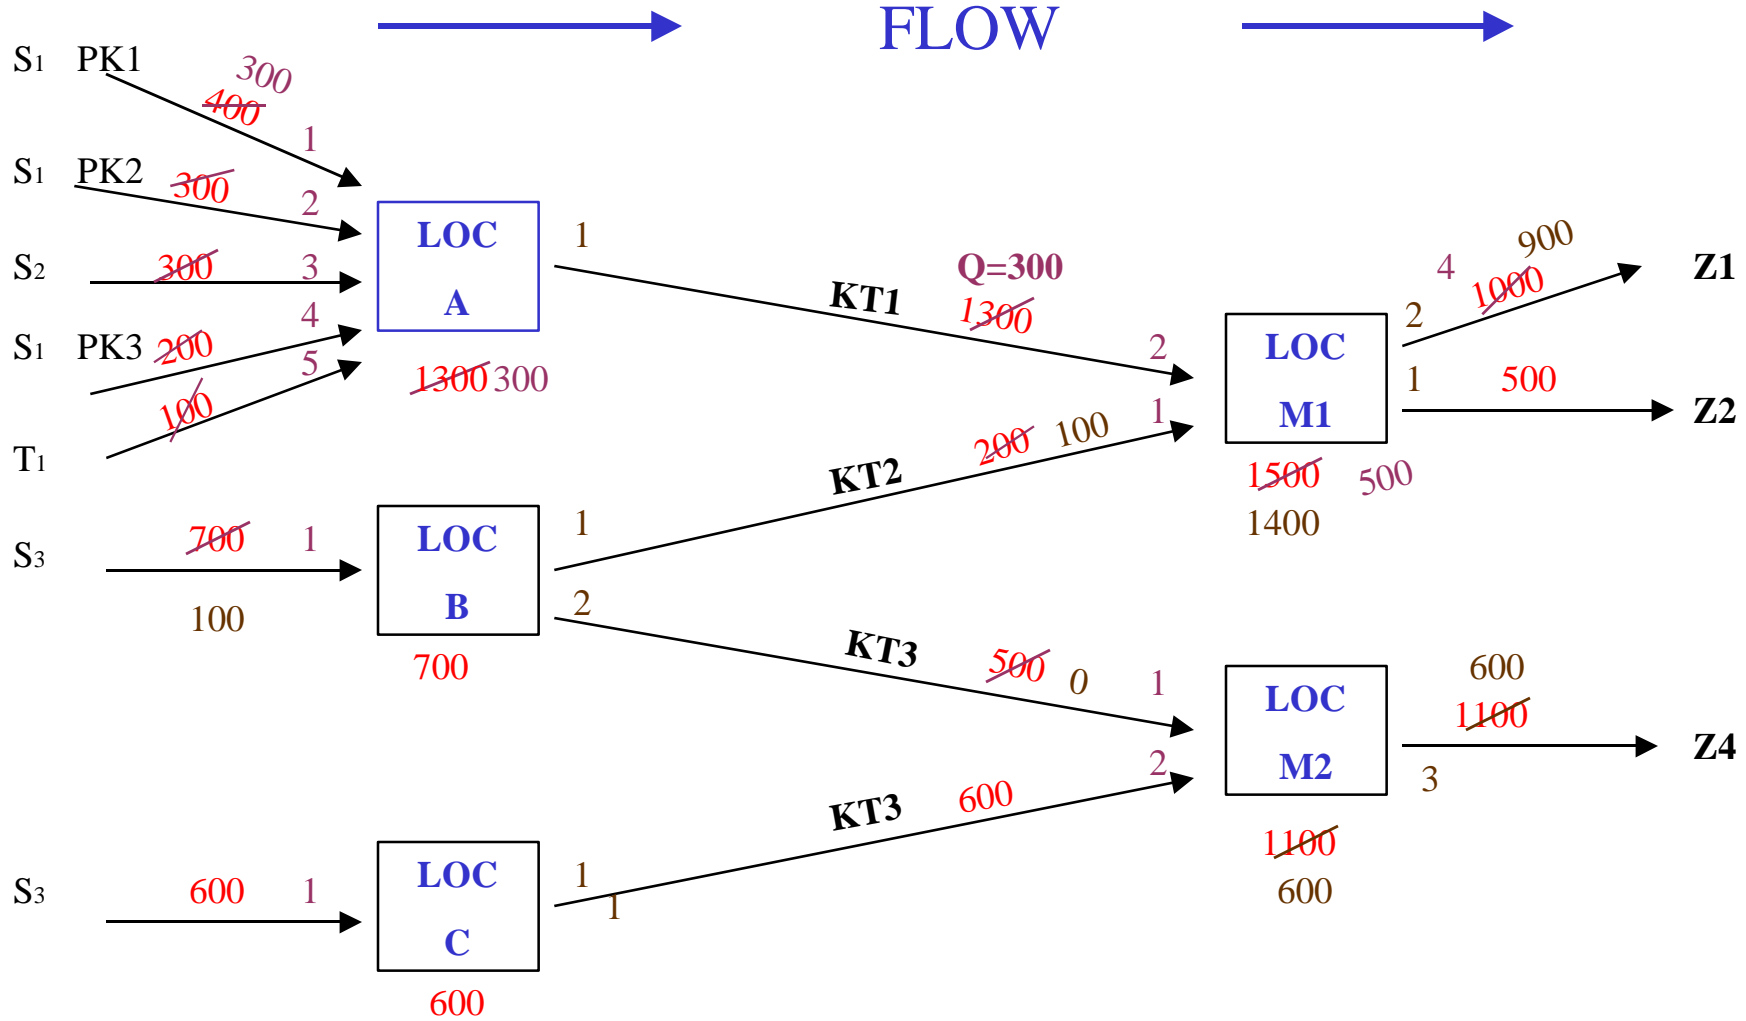 FLOW
S1 PK1
300
400
1
S1 PK2
300
2
S2
300
3
S1 PK3
200
4
T1
100
5
LOC
A
1300 300
1
KT1
Q=300
1300
2
S3
700
1
100
LOC
B
700
1
KT2
200 100
1
2
KT3
500 0
1
S3
600
1
LOC
C
600
1
1
KT3
600
2
LOC
M1
1500 500
1400
2
4
900
1000
Z1
1
500
Z2
LOC
M2
1100
600
600
1100
3
Z4